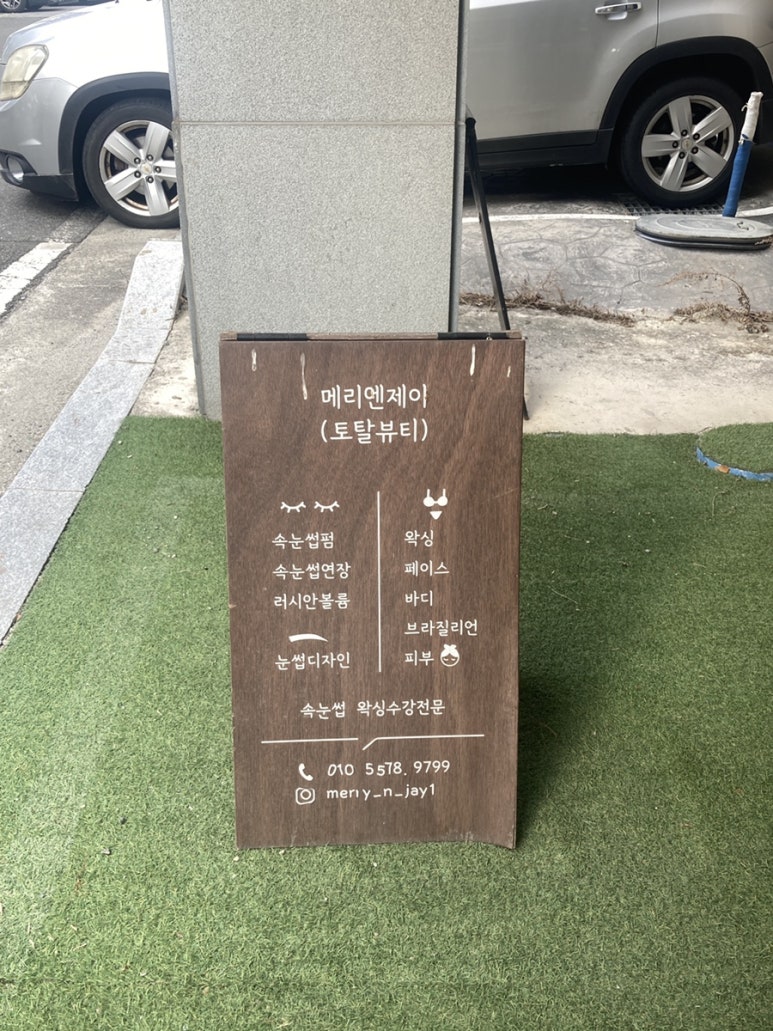 메리엔제이
(토탈뷰티)
속눈썹펌
속눈썹연장
러시안볼륨
눈썹디자인
왁싱
페이스
바디
브라질리언
피부
속눈썹 왁싱수강전문
010 5578. 9799
merry_n_jay1